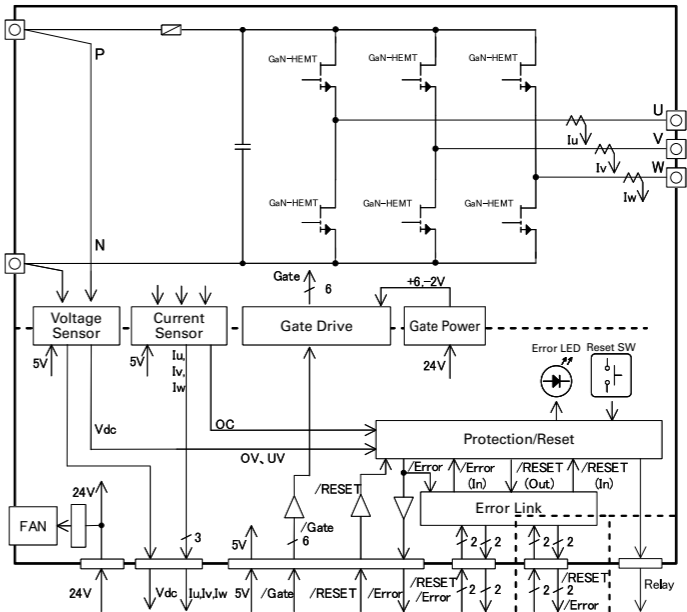 P
GaN-HEMT
GaN-HEMT
GaN-HEMT
U
Iu
V
Iv
W
Iw
GaN-HEMT
GaN-HEMT
GaN-HEMT
N
Gate
6
+6,-2V
Voltage
Sensor
Current
Sensor
Gate Drive
Gate Power
5V
5V
Iu,
Iv,
Iw
24V
Error LED
Reset SW
OC
Vdc
OV、UV
Protection/Reset
/Error
/Error
(In)
/RESET
(Out)
/RESET
(In)
24V
/RESET
Error Link
FAN
3
5V
/Gate
6
2
2
2
2
Relay
24V
Vdc
Iu,Iv,Iw
5V
/Gate
/RESET
/Error
/RESET
/Error
2
2
2
2
/RESET
/Error